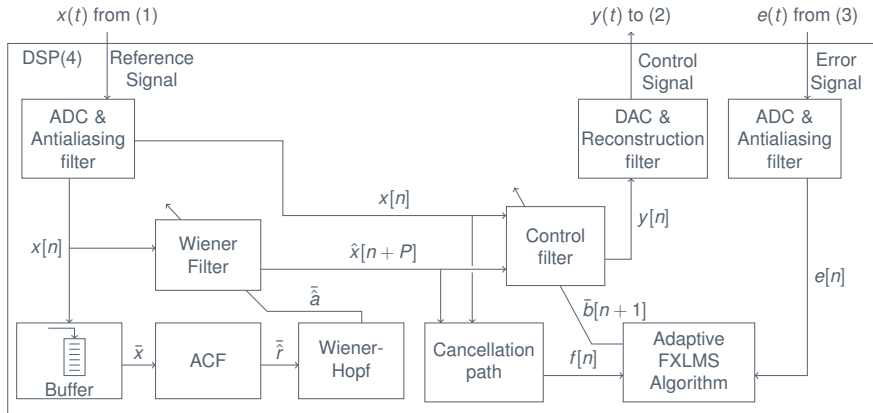 x(t) from (1)
y(t) to (2)
e(t) from (3)
DSP(4)
Reference
Signal
Control
Signal
Error
Signal
ADC &
Antialiasing
filter
DAC &
Reconstruction
filter
ADC &
Antialiasing
filter
x[n]
y[n]
x[n]
Wiener
Filter
x̂[n + P]
Control
filter
e[n]
â̄
b̄[n + 1]
Buffer
x̄
ACF
r̂̄
Wiener-
Hopf
Cancellation
path
f[n]
Adaptive
FXLMS
Algorithm